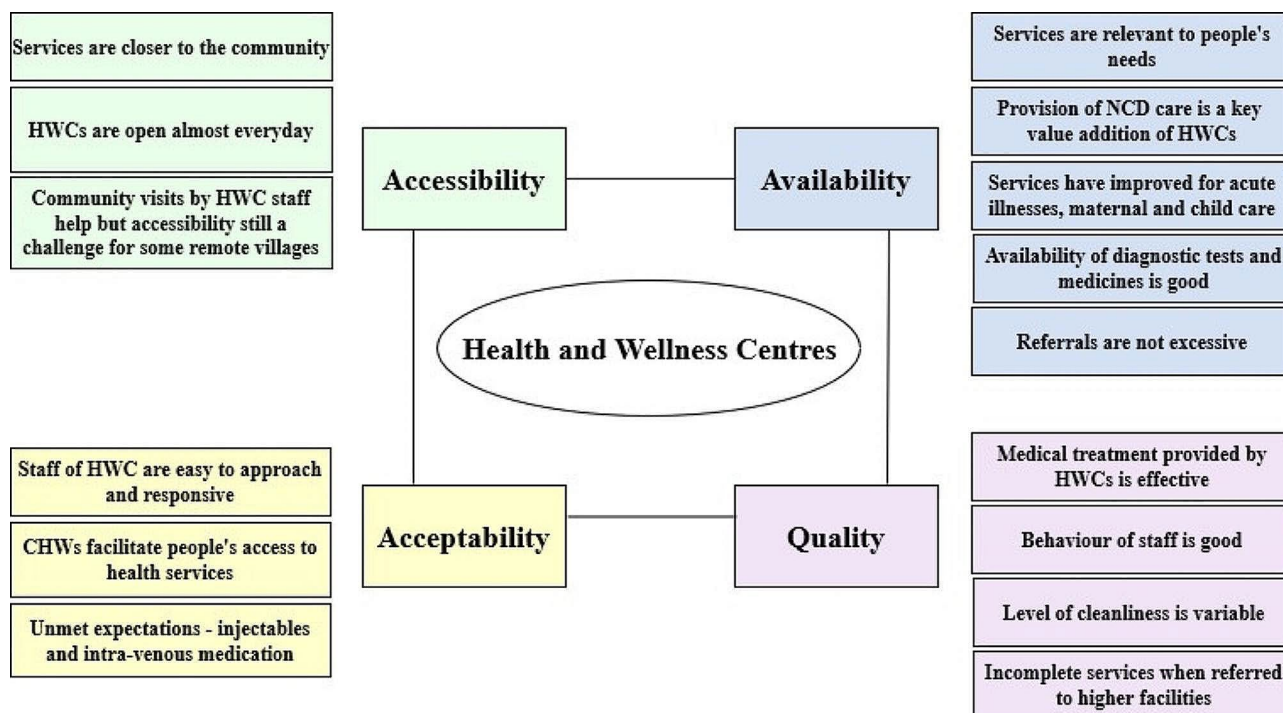 Services are closer to the community
HWCs are open almost everyday
Community visits by HWC staff
help but accessibility still a
challenge for some remote villages
Accessibility
Availability
Services are relevant to people's
needs
Provision of NCD care is a key
value addition of HWCs
Services have improved for acute
illnesses, maternal and child care
Availability of diagnostic tests and
medicines is good
Referrals are not excessive
Health and Wellness Centres
Staff of HWC are easy to approach
and responsive
CHWs facilitate people's access to
health services
Unmet expectations - injectables
and intra-venous medication
Acceptability
Quality
Medical treatment provided by
HWCs is effective
Behaviour of staff is good
Level of cleanliness is variable
Incomplete services when referred
to higher facilities